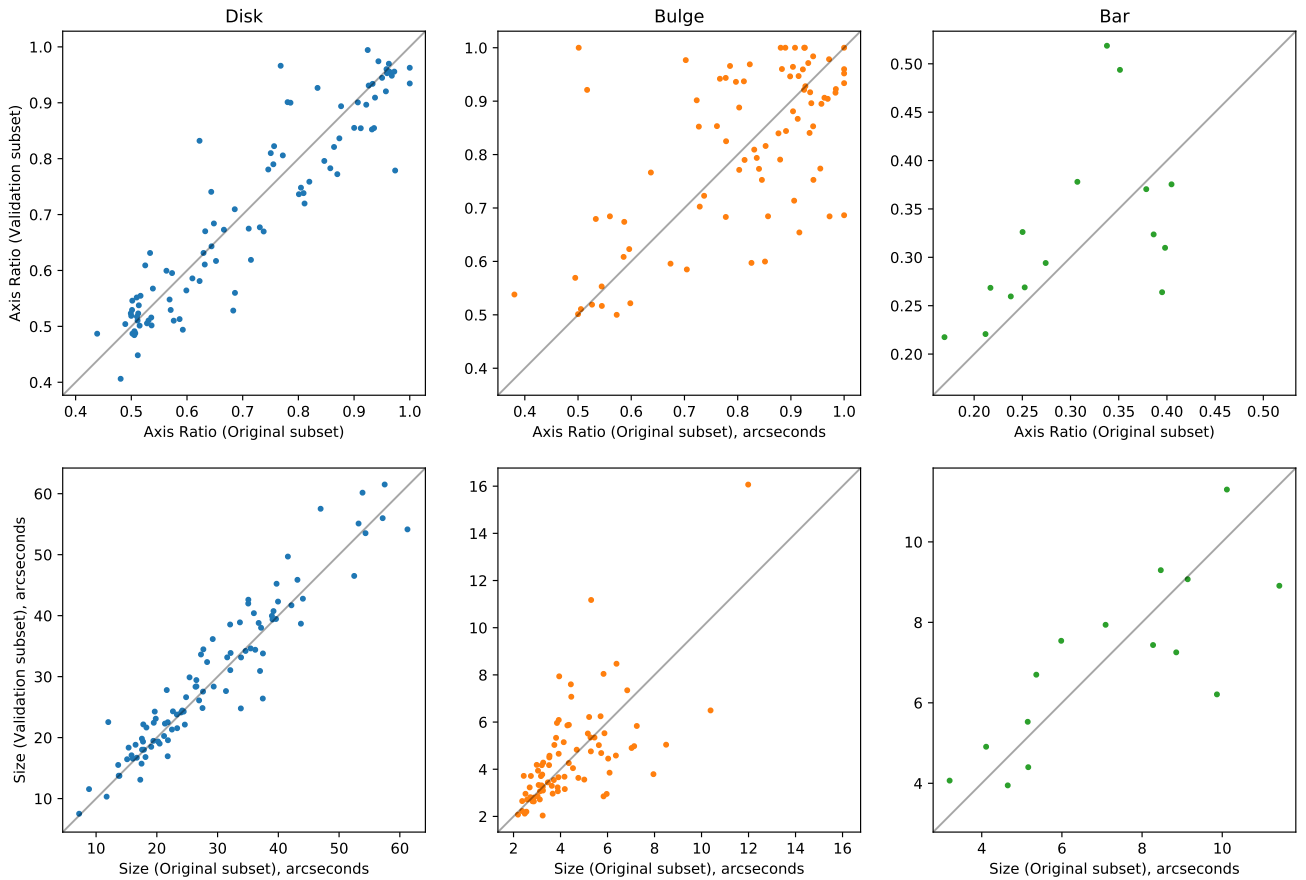 Disk
Bulge
Bar
1.0
0.9
0.8
0.7
0.6
0.5
0.4
Axis Ratio (Validation subset)
0.4 0.5 0.6 0.7 0.8 0.9 1.0
Axis Ratio (Original subset)
1.0
0.9
0.8
0.7
0.6
0.5
0.4
0.4 0.5 0.6 0.7 0.8 0.9 1.0
Axis Ratio (Original subset), arcseconds
0.50
0.45
0.40
0.35
0.30
0.25
0.20
0.20 0.25 0.30 0.35 0.40 0.45 0.50
Axis Ratio (Original subset)
60
50
40
30
20
10
Size (Validation subset), arcseconds
10 20 30 40 50 60
Size (Original subset), arcseconds
16
14
12
10
8
6
4
2
2 4 6 8 10 12 14 16
Size (Original subset), arcseconds
10
8
6
4
4 6 8 10
Size (Original subset), arcseconds